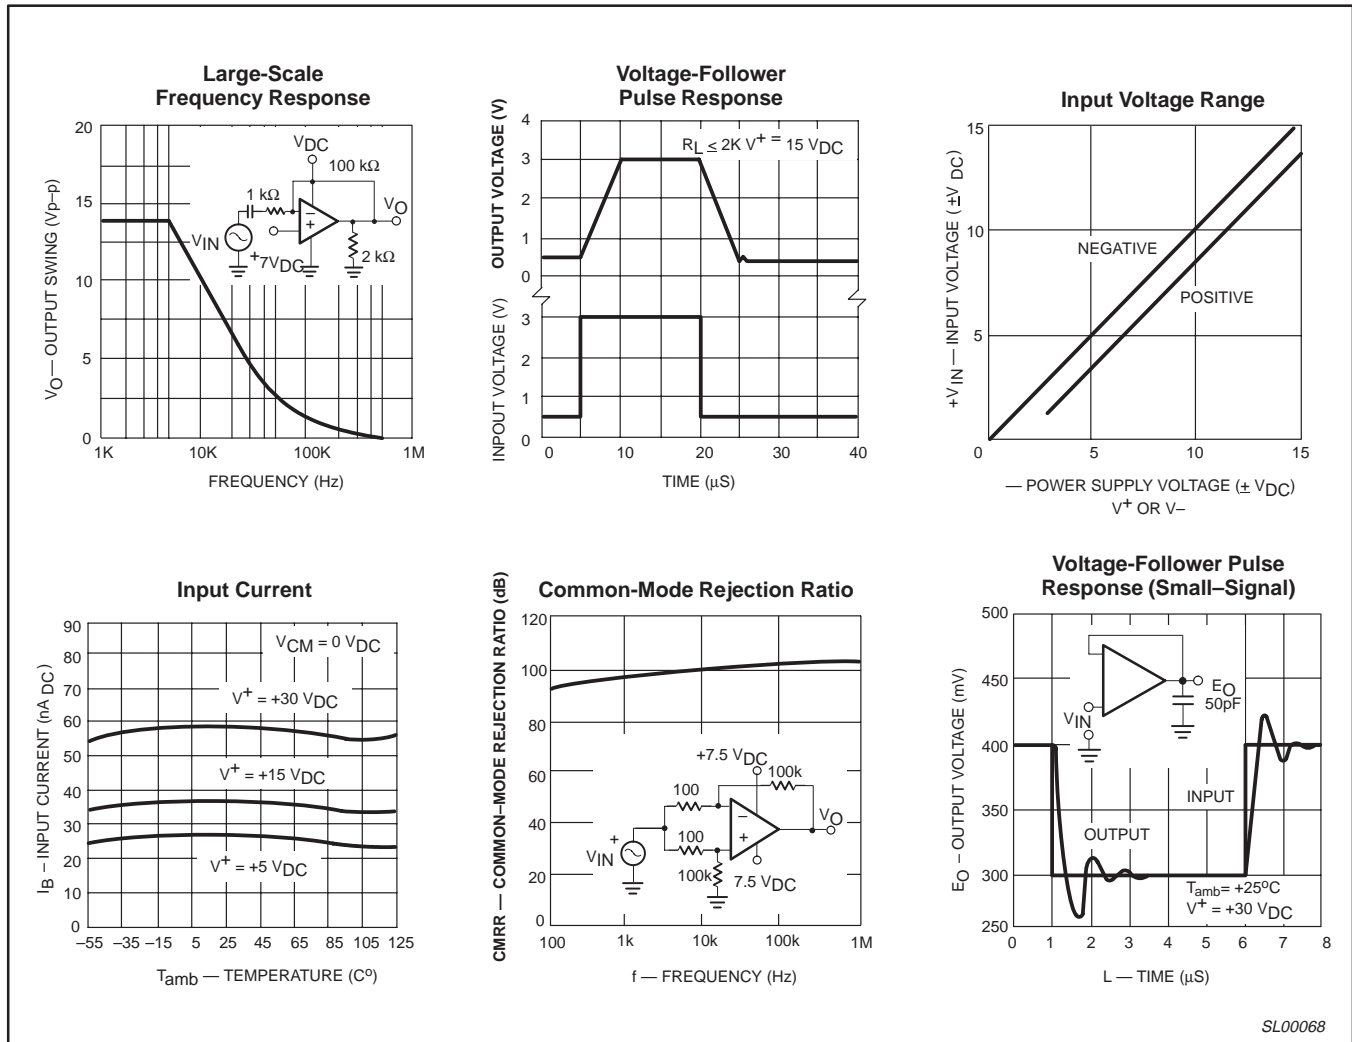 Large-Scale
Frequency Response
20
15
10
5
0
VO— OUTPUT SWING (Vp–p)
1K
10K
100K
1M
FREQUENCY (Hz)
VDC
100 kΩ
1 kΩ
–
+
VO
VIN
+7VDC
2 kΩ
Voltage-Follower
Pulse Response
OUTPUT VOLTAGE (V)
4
3
2
1
0
RL ≤ 2K V+ = 15 VDC
INPOUT VOLTAGE (V)
3
2
1
0
0
10
20
30
40
TIME (µS)
Input Voltage Range
+VIN — INPUT VOLTAGE (±VDC)
15
10
5
0
NEGATIVE
POSITIVE
5
10
15
— POWER SUPPLY VOLTAGE (± VDC)
V+ OR V–
Input Current
IB – INPUT CURRENT (nADC)
90
80
70
60
50
40
30
20
10
0
VCM = 0 VDC
V+ = +30 VDC
V+ = +15 VDC
V+ = +5 VDC
–55
–35
–15
5
25
45
65
85
105
125
Tamb — TEMPERATURE (Co)
Common-Mode Rejection Ratio
CMRR — COMMON–MODE REJECTION RATIO (dB)
120
100
80
60
40
20
0
+7.5 VDC
100k
100
–
VO
100
+
+
VIN
100k
7.5 VDC
100
1k
10k
100k
1M
f — FREQUENCY (Hz)
Voltage-Follower Pulse
Response (Small–Signal)
EO – OUTPUT VOLTAGE (mV)
500
450
400
350
300
250
EO
50pF
VIN
INPUT
OUTPUT
Tamb= +25oC
V+ = +30 VDC
0
1
2
3
4
5
6
7
8
L — TIME (µS)
SL00068